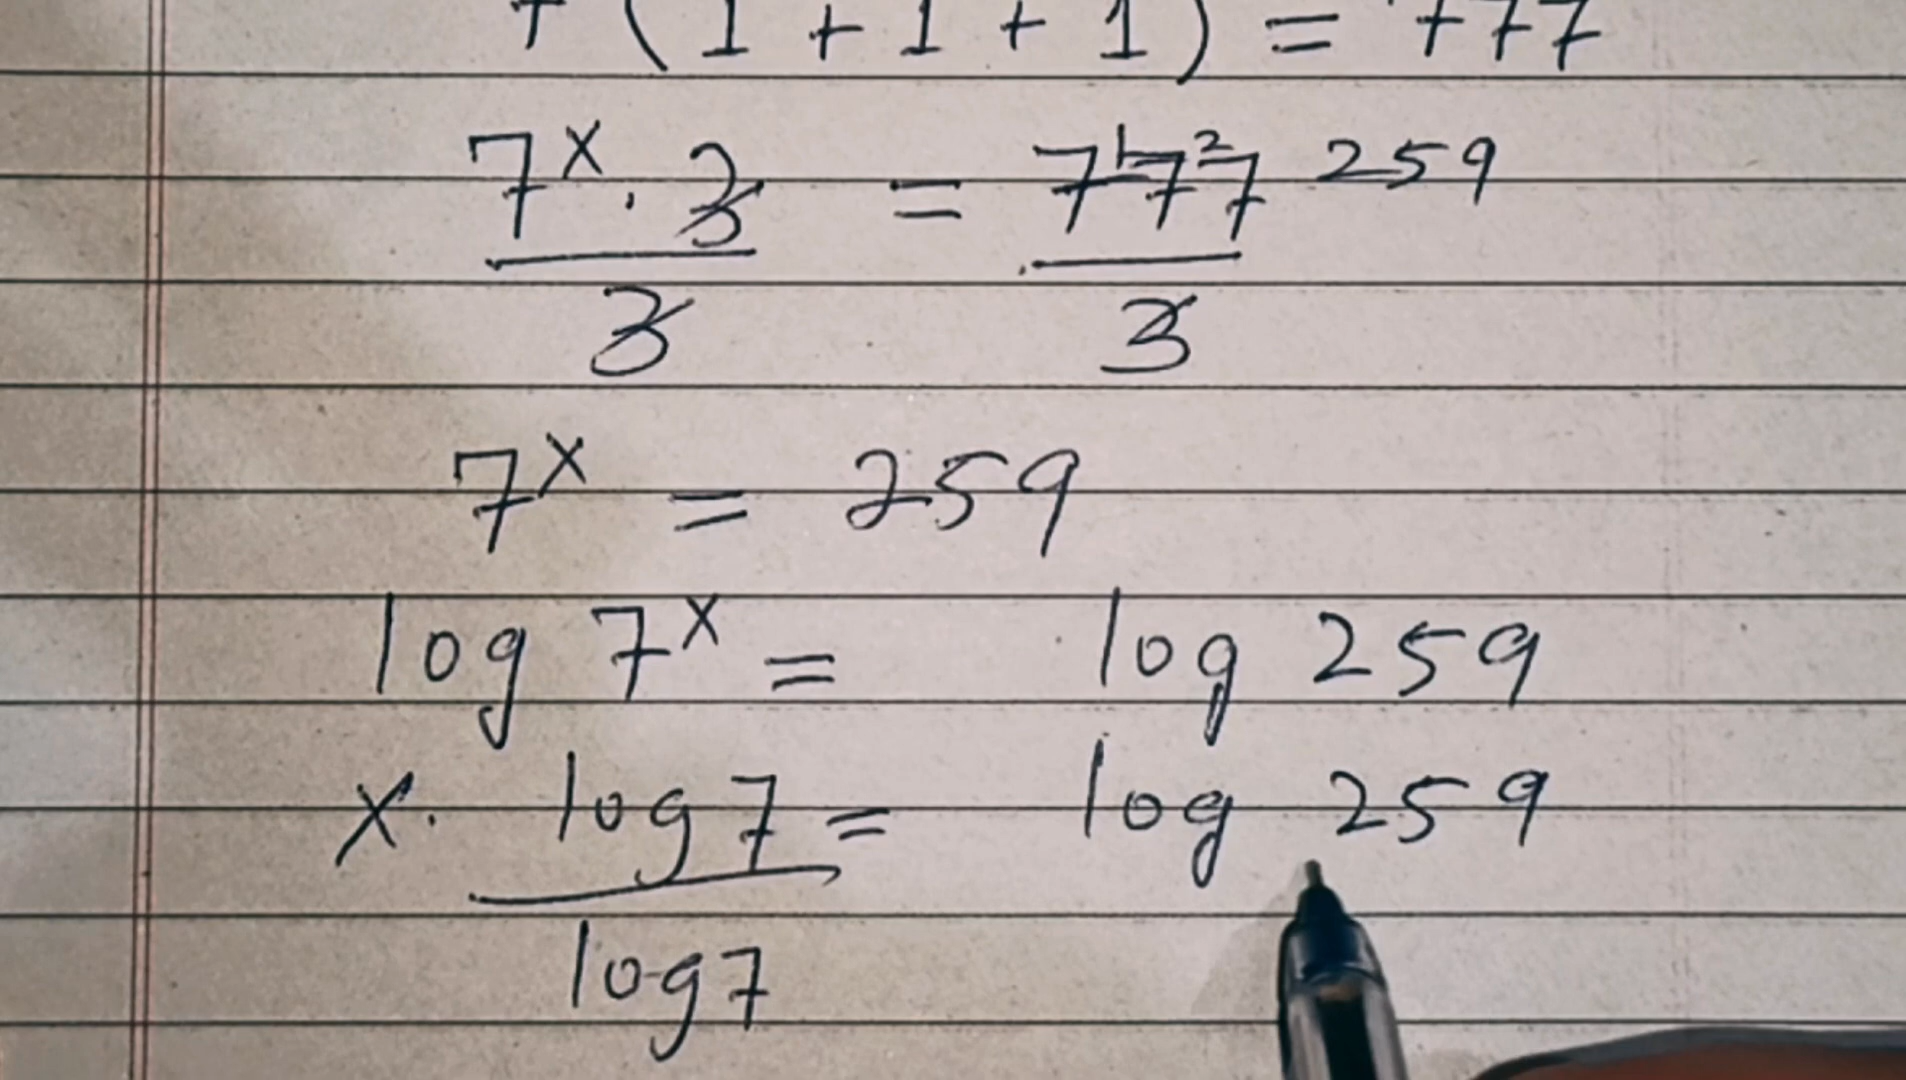 (1 + 1 + 1) = 777
7^x · 3 = 7¹7²7 259
3 3
7^x = 259
log 7^x = log 259
x · log 7 = log 259
log 7